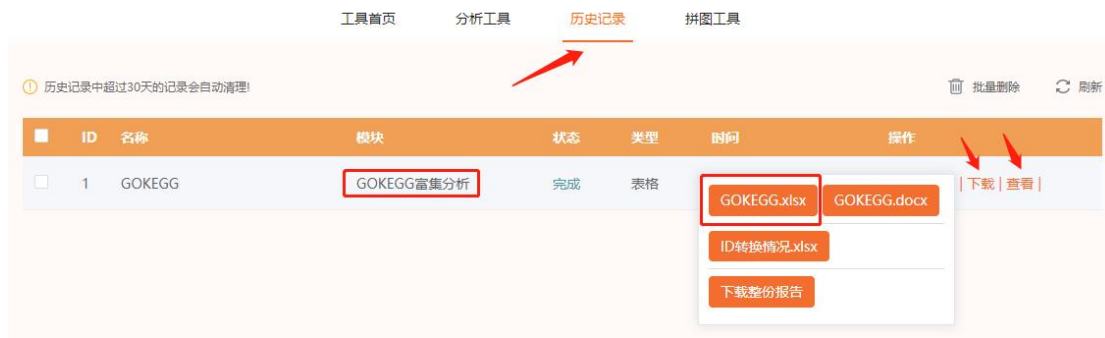 工具首页 分析工具 历史记录 拼图工具
历史记录中超过30天的记录会自动清理! 批量删除 刷新
ID 名称 模块 状态 类型 时间 操作
1 GOKEGG GOKEGG富集分析 完成 表格 | 下载 | 查看 |
GOKEGG.xlsx GOKEGG.docx
ID转换情况.xlsx
下载整份报告